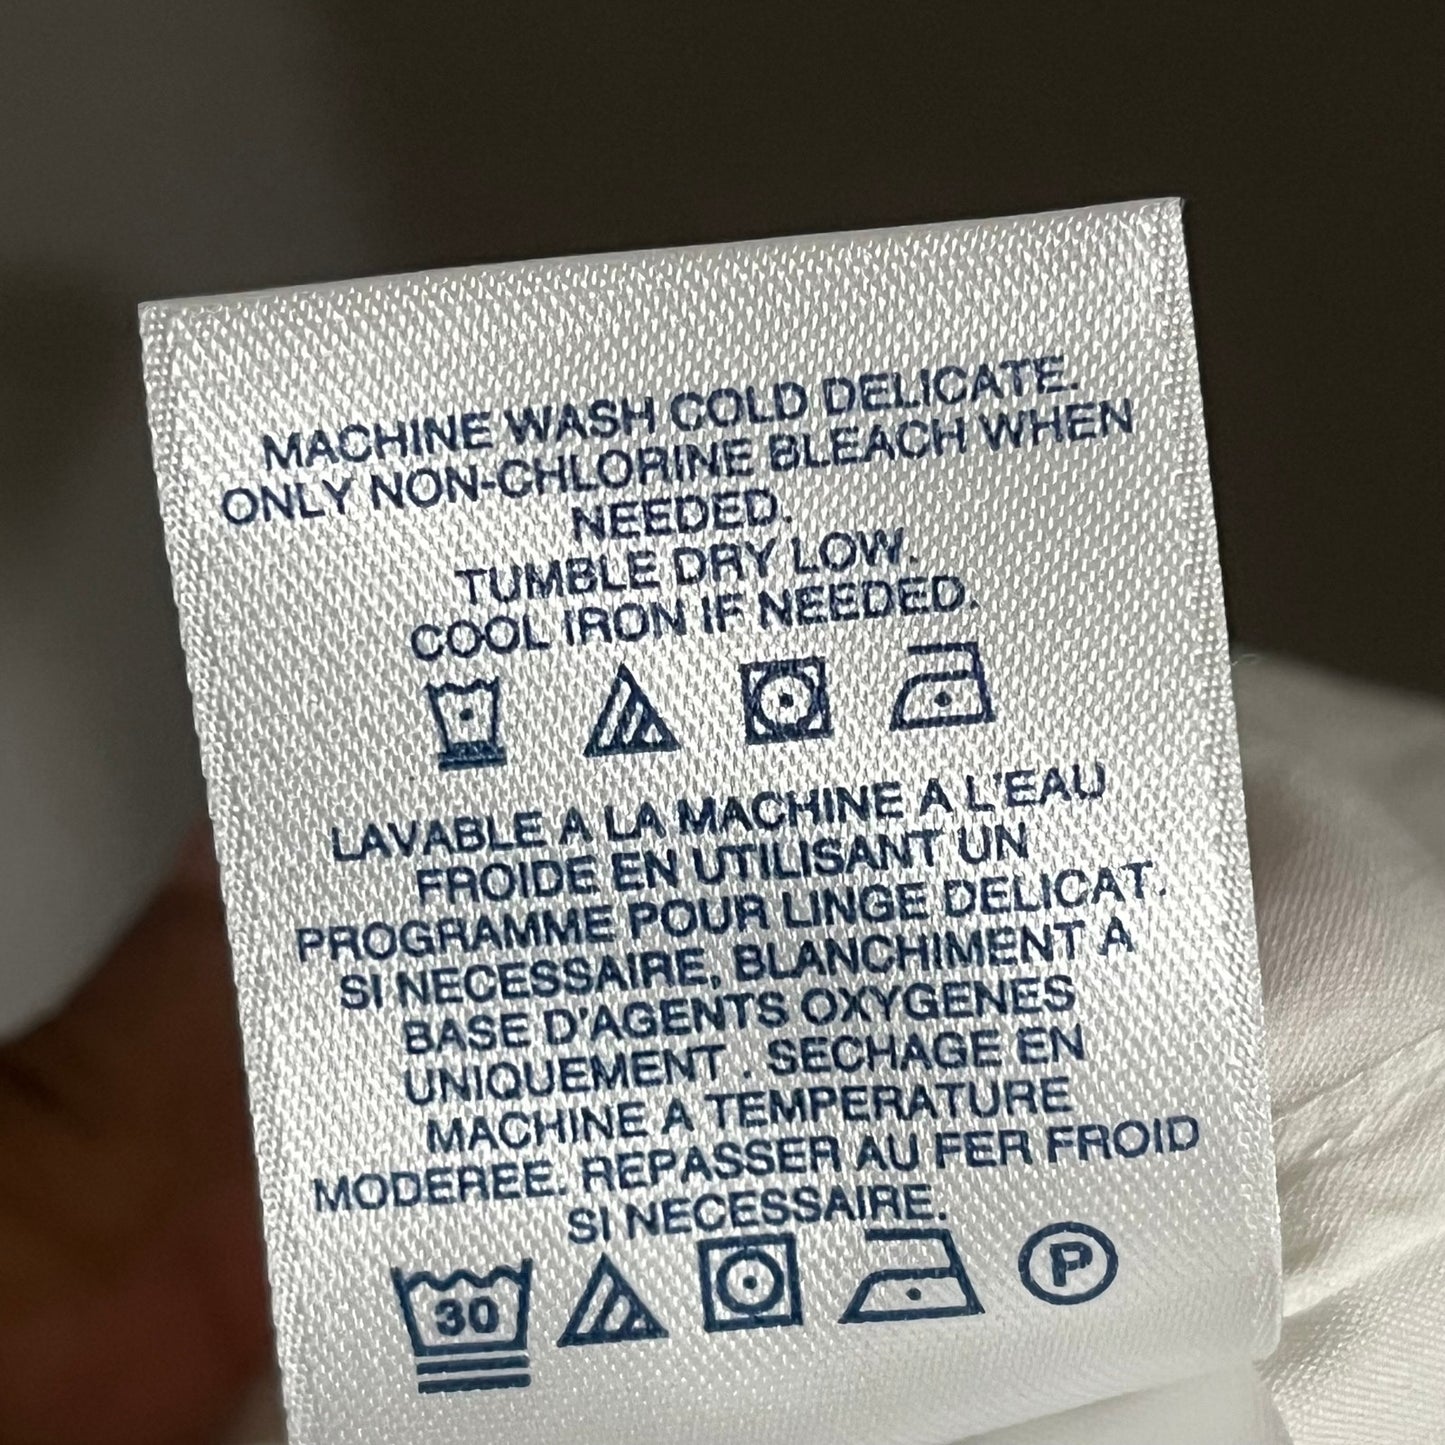 MACHINE WASH COLD DELICATE.
ONLY NON-CHLORINE BLEACH WHEN
NEEDED.
TUMBLE DRY LOW.
COOL IRON IF NEEDED.
LAVABLE A LA MACHINE A L'EAU
FROIDE EN UTILISANT UN
PROGRAMME POUR LINGE DELICAT.
SI NECESSAIRE, BLANCHIMENT A
BASE D'AGENTS OXYGENES
UNIQUEMENT . SECHAGE EN
MACHINE A TEMPERATURE
MODEREE. REPASSER AU FER FROID
SI NECESSAIRE.
30 P